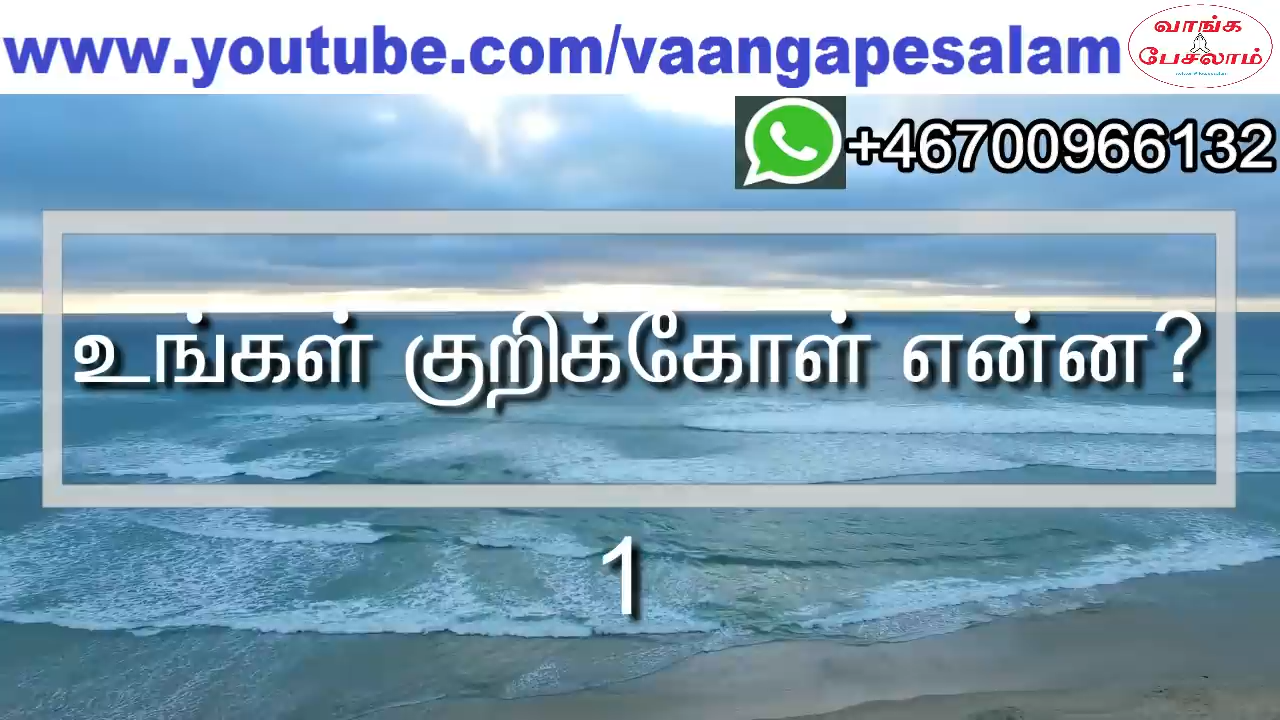 www.youtube.com/vaangapesalam
வாங்க
பேசலாம்
+46700966132
உங்கள் குறிக்கோள் என்ன?
1